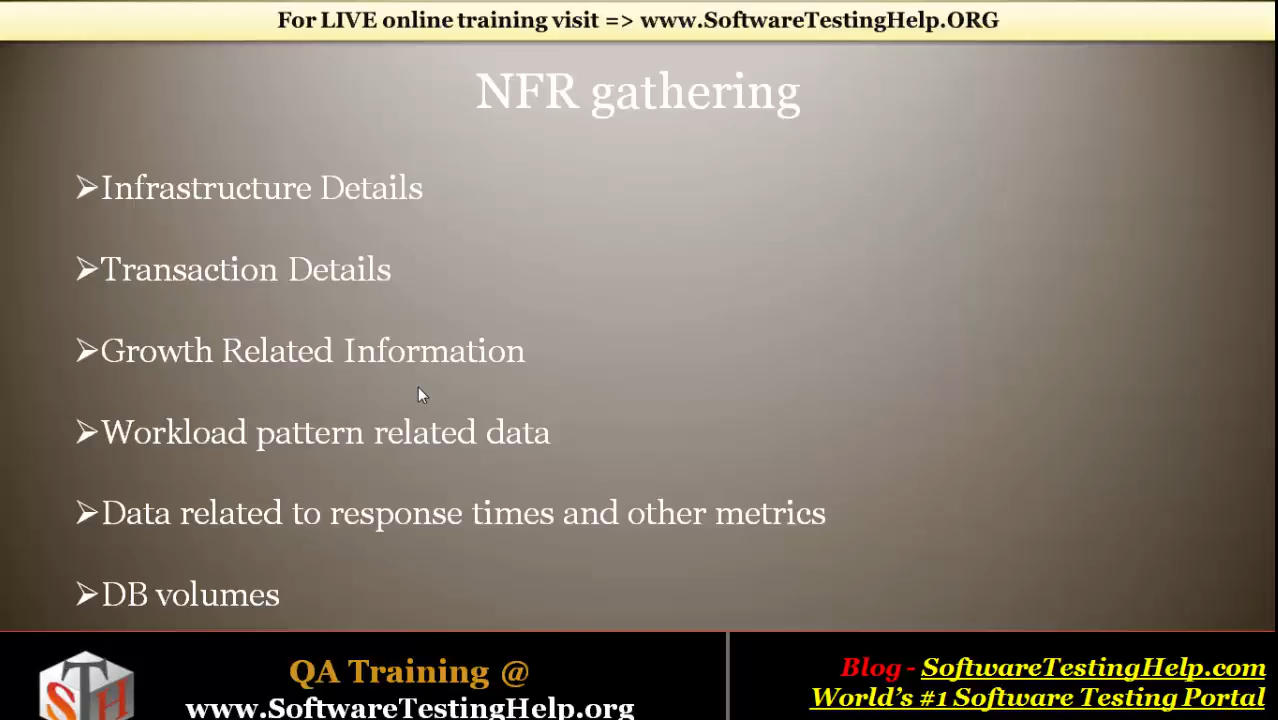 For LIVE online training visit => www.SoftwareTestingHelp.ORG
NFR gathering
➢Infrastructure Details
➢Transaction Details
➢Growth Related Information
➢Workload pattern related data
➢Data related to response times and other metrics
➢DB volumes
STH
QA Training @
www.SoftwareTestingHelp.org
Blog - SoftwareTestingHelp.com
World's #1 Software Testing Portal